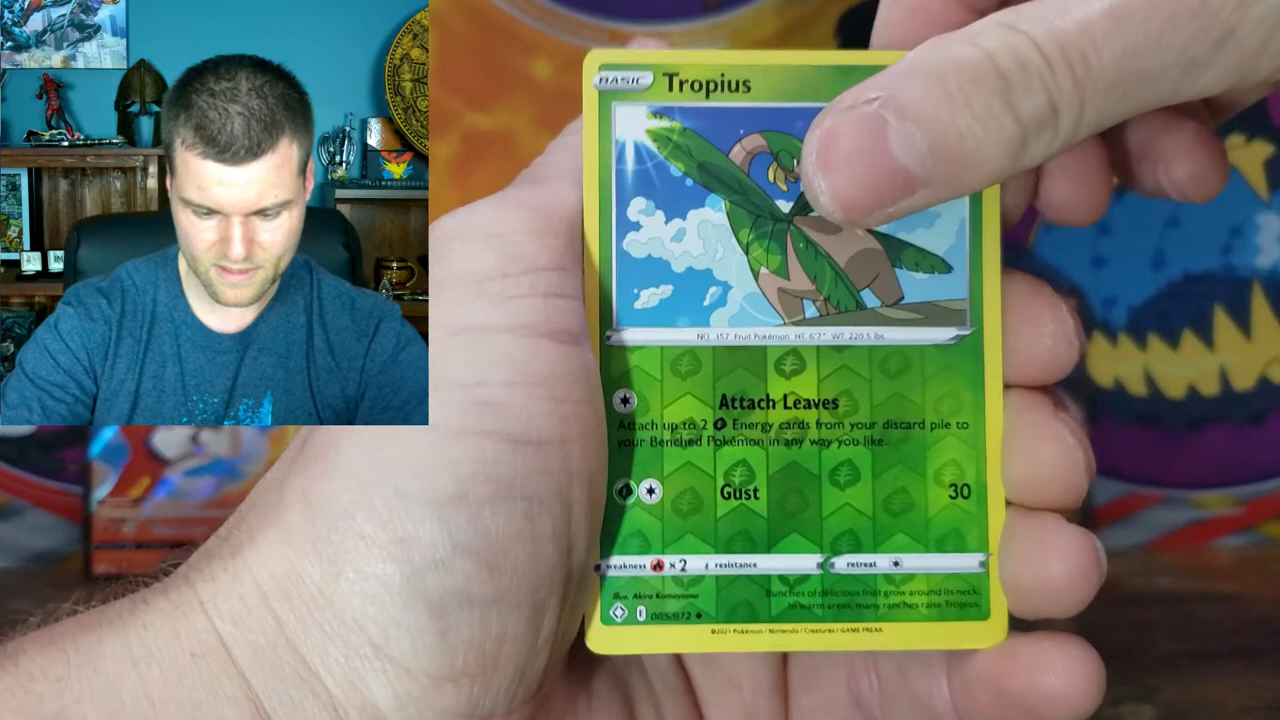 BASIC Tropius
NO. 357 Fruit Pokémon HT: 6'7" WT: 220.5 lbs.
Attach Leaves
Attach up to 2 Energy cards from your discard pile to
your Benched Pokémon in any way you like.
Gust 30
weakness ×2 resistance retreat
Illus. Akira Komayama
Bunches of delicious fruit grow around its neck.
In warm areas, many ranches raise Tropius.
005/072
©2021 Pokémon / Nintendo / Creatures / GAME FREAK